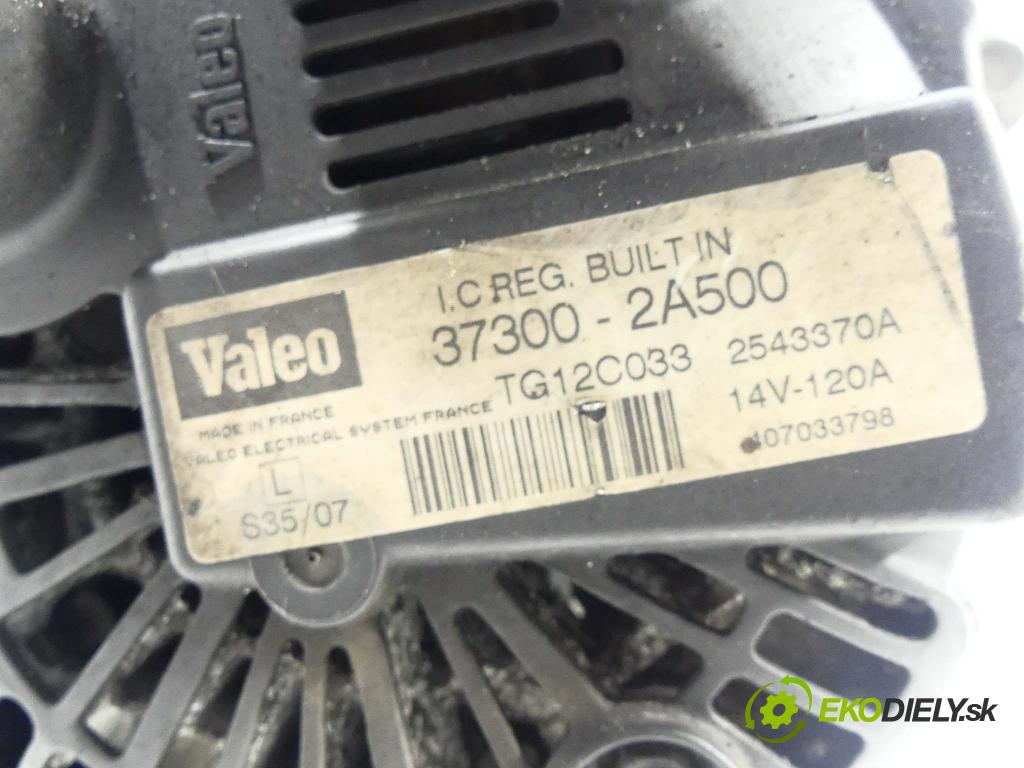 Valeo
I.C REG. BUILT IN
37300 - 2A500
Valeo
TG12C033 2543370A
MADE IN FRANCE
14V-120A
VALEO ELECTRICAL SYSTEM FRANCE
407033798
L
S35/07
EKODIELY.sk